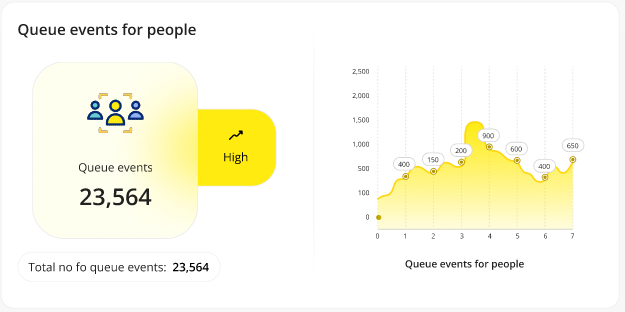 Queue events for people
Queue events
23,564
High
Total no fo queue events: 23,564
2,500
2,000
1,500
1,000
500
100
0
400
150
200
900
600
400
650
0 1 2 3 4 5 6 7
Queue events for people